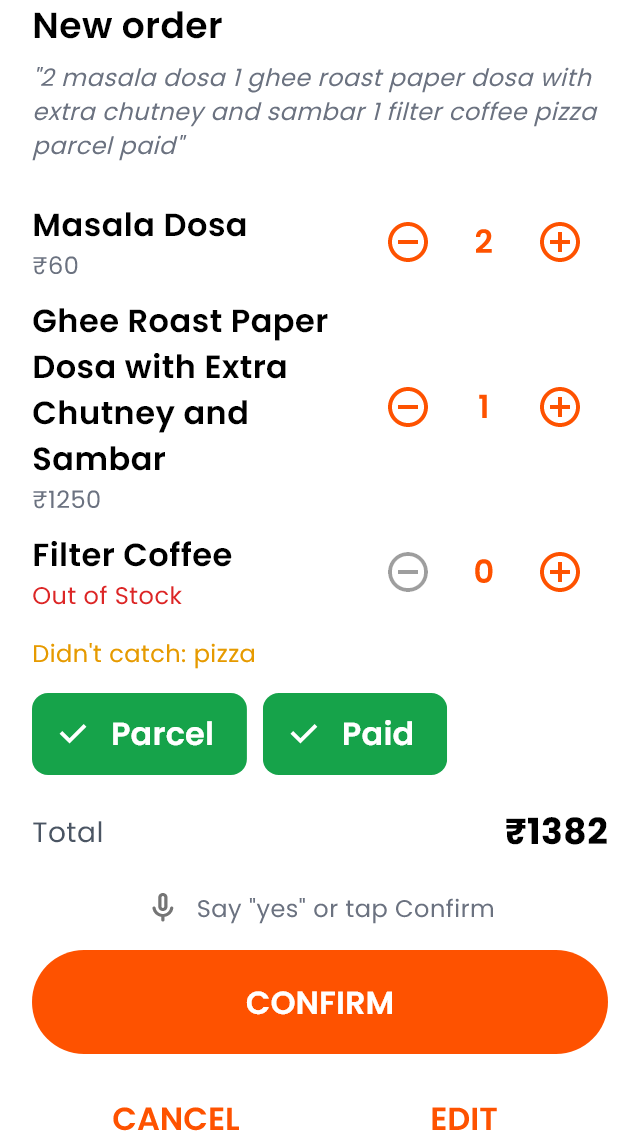 New order
"2 masala dosa 1 ghee roast paper dosa with
extra chutney and sambar 1 filter coffee pizza
parcel paid"
Masala Dosa
₹60
2
Ghee Roast Paper
Dosa with Extra
Chutney and
Sambar
₹1250
1
Filter Coffee
Out of Stock
0
Didn't catch: pizza
Parcel
Paid
Total
₹1382
Say "yes" or tap Confirm
CONFIRM
CANCEL
EDIT